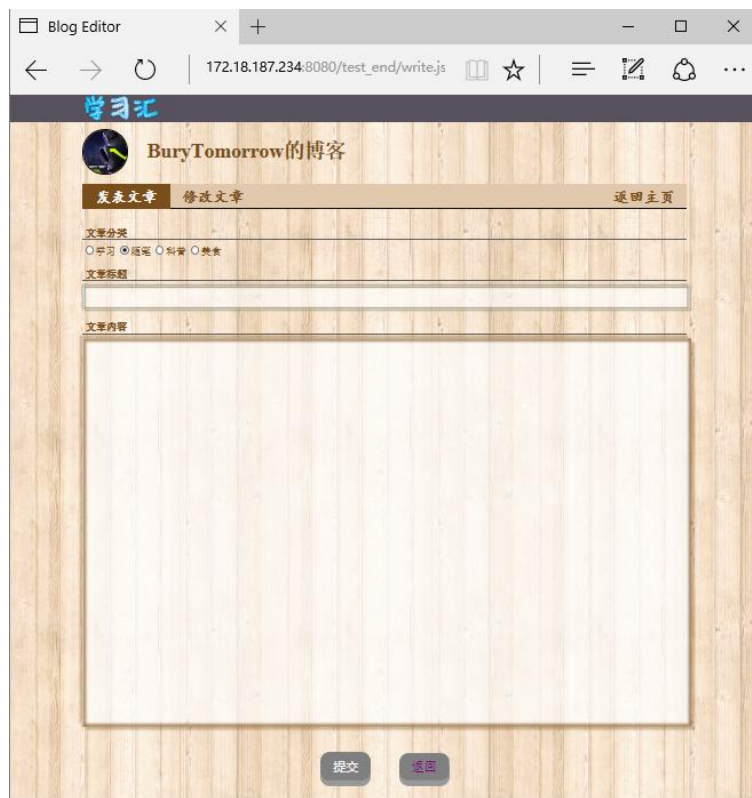 Blog Editor
172.18.187.234:8080/test_end/write.js
学习汇
BuryTomorrow的博客
发表文章 修改文章 返回主页
文章分类
学习 随笔 科普 美食
文章标题
文章内容
提交 返回